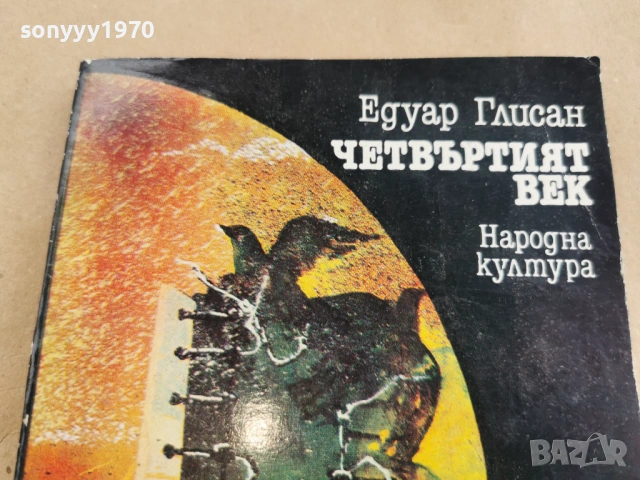 sonyyy1970
Едуар Глисан
ЧЕТВЪРТИЯТ
ВЕК
Народна
култура
BAZAR